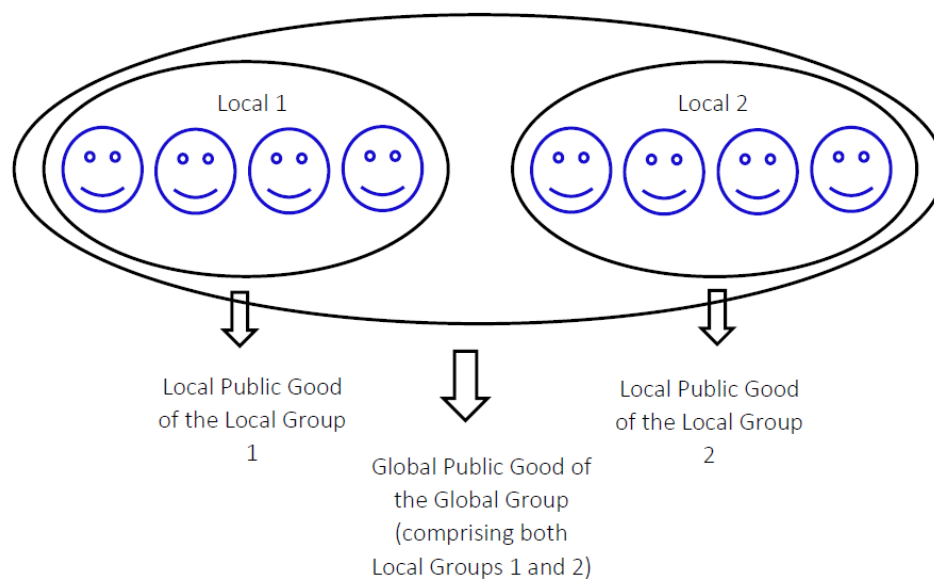 Local 1
Local 2
Local Public Good
of the Local Group
1
Local Public Good
of the Local Group
2
Global Public Good of
the Global Group
(comprising both
Local Groups 1 and 2)